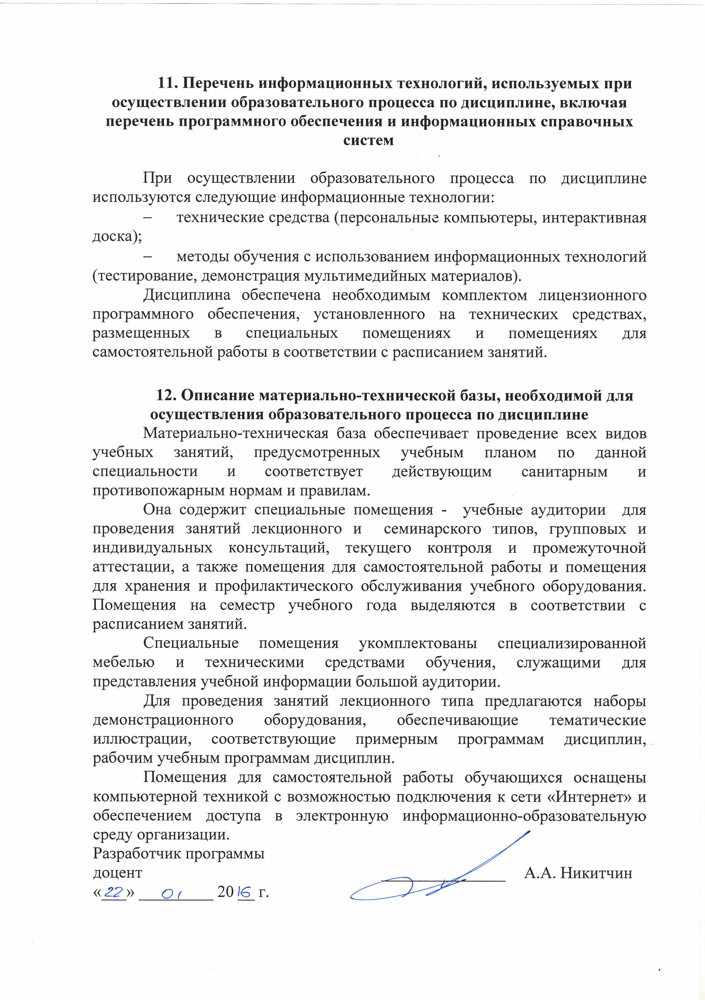 11. Перечень информационных технологий, используемых при
осуществлении образовательного процесса по дисциплине, включая
перечень программного обеспечения и информационных справочных
систем
При осуществлении образовательного процесса по дисциплине
используются следующие информационные технологии:
– технические средства (персональные компьютеры, интерактивная
доска);
– методы обучения с использованием информационных технологий
(тестирование, демонстрация мультимедийных материалов).
Дисциплина обеспечена необходимым комплектом лицензионного
программного обеспечения, установленного на технических средствах,
размещенных в специальных помещениях и помещениях для
самостоятельной работы в соответствии с расписанием занятий.
12. Описание материально-технической базы, необходимой для
осуществления образовательного процесса по дисциплине
Материально-техническая база обеспечивает проведение всех видов
учебных занятий, предусмотренных учебным планом по данной
специальности и соответствует действующим санитарным и
противопожарным нормам и правилам.
Она содержит специальные помещения - учебные аудитории для
проведения занятий лекционного и семинарского типов, групповых и
индивидуальных консультаций, текущего контроля и промежуточной
аттестации, а также помещения для самостоятельной работы и помещения
для хранения и профилактического обслуживания учебного оборудования.
Помещения на семестр учебного года выделяются в соответствии с
расписанием занятий.
Специальные помещения укомплектованы специализированной
мебелью и техническими средствами обучения, служащими для
представления учебной информации большой аудитории.
Для проведения занятий лекционного типа предлагаются наборы
демонстрационного оборудования, обеспечивающие тематические
иллюстрации, соответствующие примерным программам дисциплин,
рабочим учебным программам дисциплин.
Помещения для самостоятельной работы обучающихся оснащены
компьютерной техникой с возможностью подключения к сети «Интернет» и
обеспечением доступа в электронную информационно-образовательную
среду организации.
Разработчик программы
доцент А.А. Никитчин
«22» 01 2016 г.